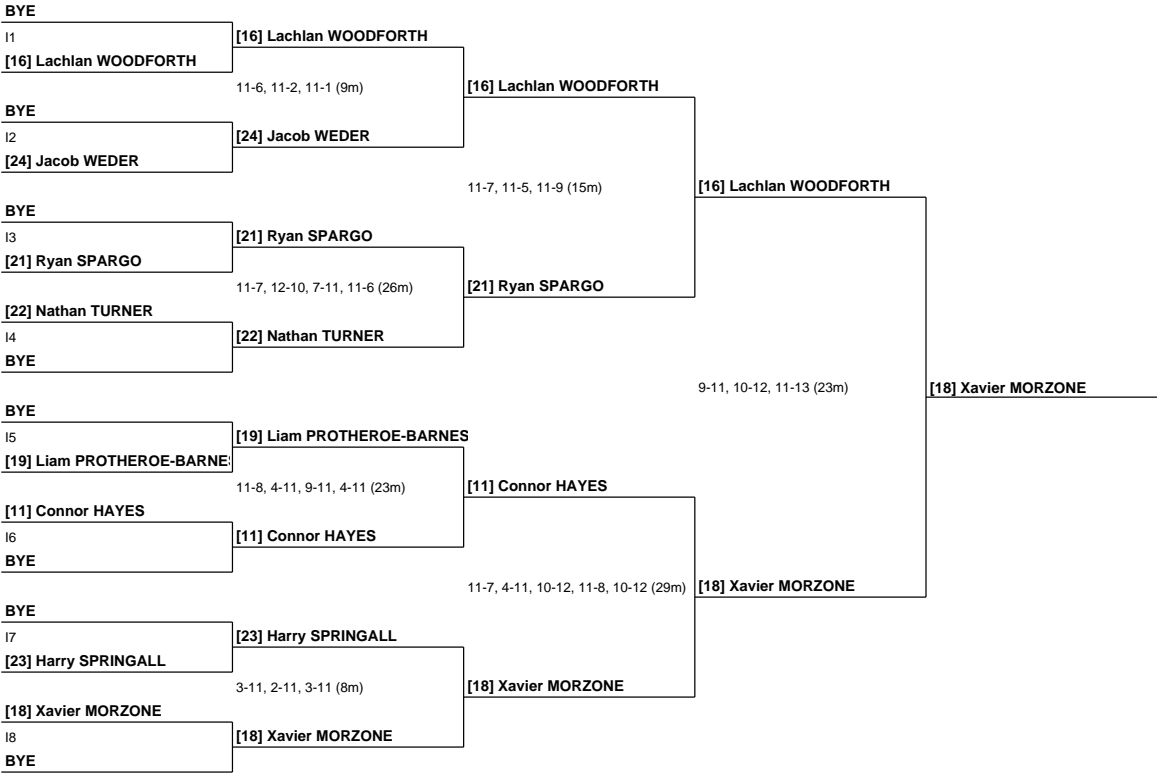 BYE
I1
[16] Lachlan WOODFORTH
BYE
I2
[24] Jacob WEDER
BYE
I3
[21] Ryan SPARGO
[22] Nathan TURNER
I4
BYE
BYE
I5
[19] Liam PROTHEROE-BARNES
[11] Connor HAYES
I6
BYE
BYE
I7
[23] Harry SPRINGALL
[18] Xavier MORZONE
I8
BYE
[16] Lachlan WOODFORTH
11-6, 11-2, 11-1 (9m)
[24] Jacob WEDER
[21] Ryan SPARGO
11-7, 12-10, 7-11, 11-6 (26m)
[22] Nathan TURNER
[19] Liam PROTHEROE-BARNES
11-8, 4-11, 9-11, 4-11 (23m)
[11] Connor HAYES
[23] Harry SPRINGALL
3-11, 2-11, 3-11 (8m)
[18] Xavier MORZONE
[16] Lachlan WOODFORTH
11-7, 11-5, 11-9 (15m)
[21] Ryan SPARGO
[11] Connor HAYES
11-7, 4-11, 10-12, 11-8, 10-12 (29m)
[18] Xavier MORZONE
[16] Lachlan WOODFORTH
9-11, 10-12, 11-13 (23m)
[18] Xavier MORZONE
[18] Xavier MORZONE